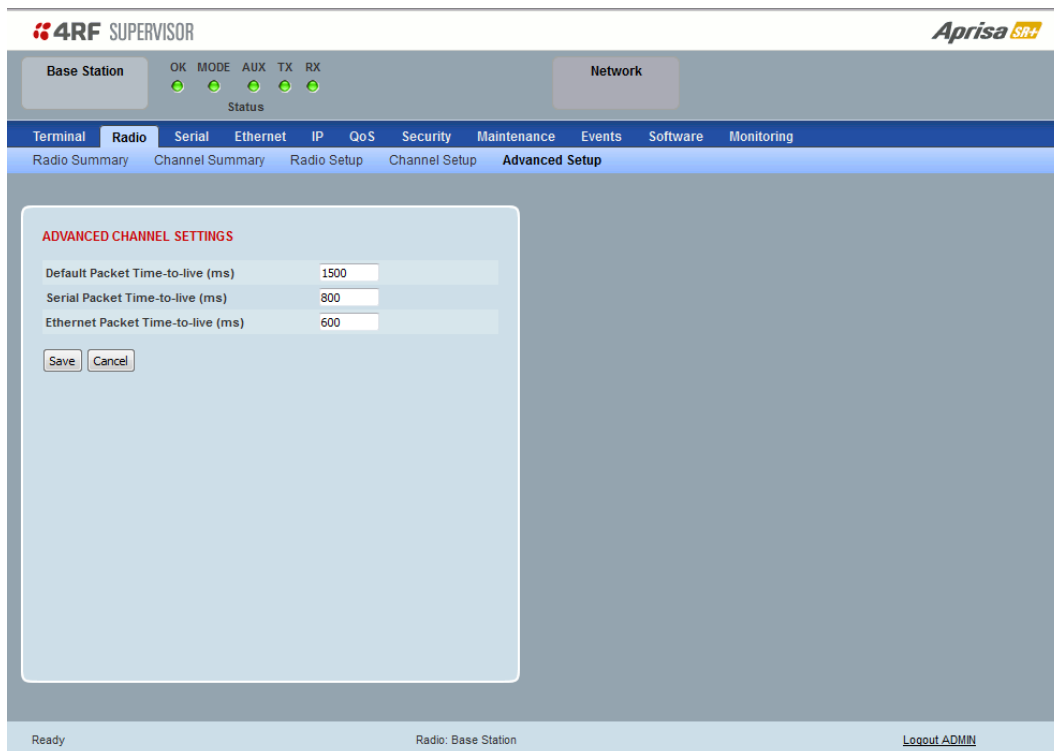 4RF SUPERVISOR
Aprisa SR+
Base Station
OK MODE AUX TX RX
Status
Network
Terminal Radio Serial Ethernet IP QoS Security Maintenance Events Software Monitoring
Radio Summary Channel Summary Radio Setup Channel Setup Advanced Setup
ADVANCED CHANNEL SETTINGS
Default Packet Time-to-live (ms) 1500
Serial Packet Time-to-live (ms) 800
Ethernet Packet Time-to-live (ms) 600
Save Cancel
Ready Radio: Base Station Logout ADMIN